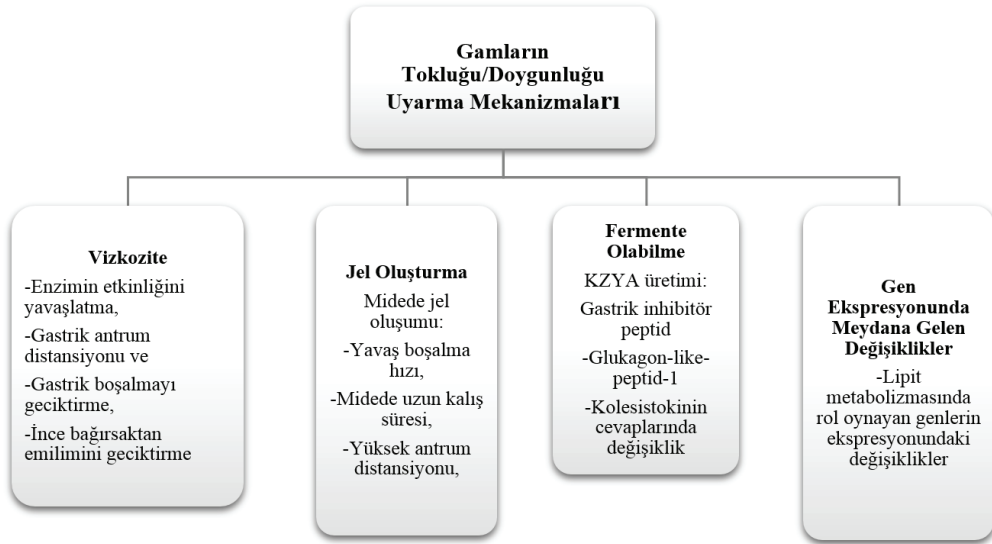 Gamların
Tokluğu/Doygunluğu
Uyarma Mekanizmaları
Vizkozite
-Enzimin etkinliğini
yavaşlatma,
-Gastrik antrum
distansiyonu ve
-Gastrik boşalmayı
geciktirme,
-İnce bağırsaktan
emilimini geciktirme
Jel Oluşturma
Midede jel
oluşumu:
-Yavaş boşalma
hızı,
-Midede uzun kalış
süresi,
-Yüksek antrum
distansiyonu,
Fermente
Olabilme
KZYA üretimi:
Gastrik inhibitör
peptid
-Glukagon-like-
peptid-1
-Kolesistokinin
cevaplarında
değişiklik
Gen
Ekspresyonunda
Meydana Gelen
Değişiklikler
-Lipit
metabolizmasında
rol oynayan genlerin
ekspresyonundaki
değişiklikler